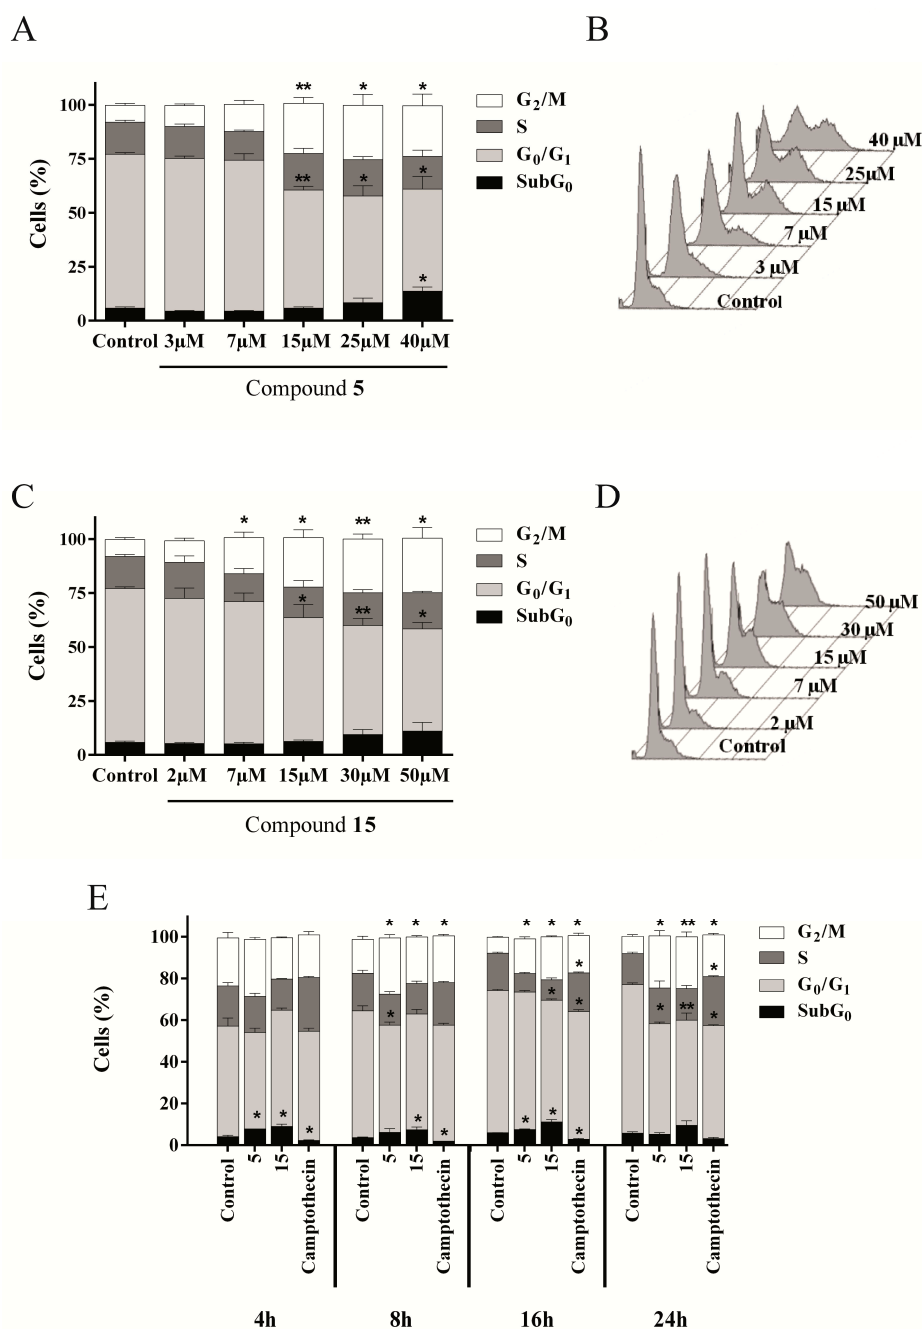 A
B
** * *
100
75
50
25
0
Cells (%)
** * *
*
G2/M
S
G0/G1
SubG0
Control 3µM 7µM 15µM 25µM 40µM
Compound 5
40 µM
25µM
15 µM
7 µM
3 µM
Control
C
D
* * ** *
100
75
50
25
0
Cells (%)
* ** *
G2/M
S
G0/G1
SubG0
Control 2µM 7µM 15µM 30µM 50µM
Compound 15
50 µM
30 µM
15 µM
7 µM
2 µM
Control
E
* * * * * * * ** *
100
80
60
40
20
0
Cells (%)
* *
* * * * ** *
* * * * * * * *
G2/M
S
G0/G1
SubG0
Control 5 15 Camptothecin Control 5 15 Camptothecin Control 5 15 Camptothecin Control 5 15 Camptothecin
4h 8h 16h 24h